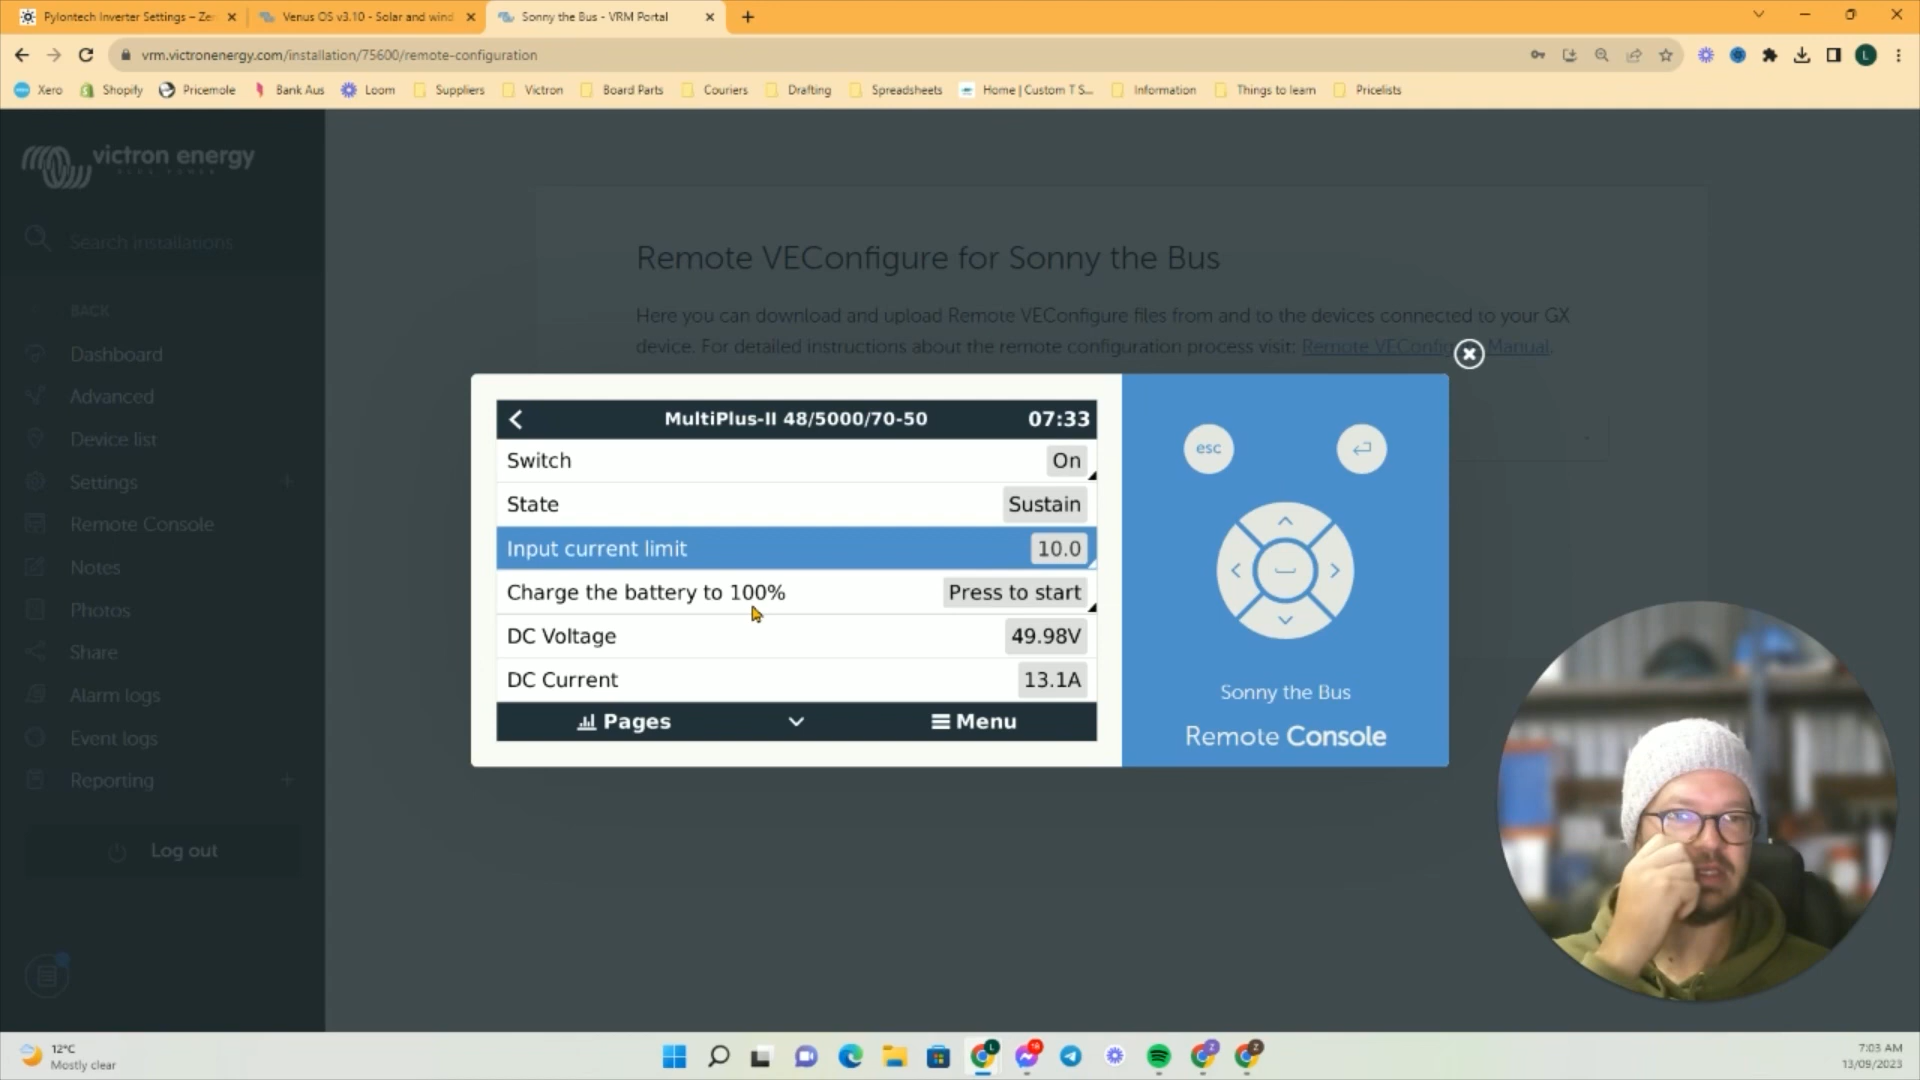 Pylontech Inverter Settings – Ze
Venus OS v3.10 - Solar and wind
Sonny the Bus - VRM Portal
vrm.victronenergy.com/installation/75600/remote-configuration
Xero
Shopify
Pricemole
Bank Aus
Loom
Suppliers
Victron
Board Parts
Couriers
Drafting
Spreadsheets
Home | Custom T S...
Information
Things to learn
Pricelists
L
victron energy
BLUE POWER
Search installations
BACK
Dashboard
Advanced
Device list
Settings
Remote Console
Notes
Photos
Share
Alarm logs
Event logs
Reporting
Log out
Remote VEConfigure for Sonny the Bus
Here you can download and upload Remote VEConfigure files from and to the devices connected to your GX
device. For detailed instructions about the remote configuration process visit: Remote VEConfig Manual.
MultiPlus-II 48/5000/70-50 07:33
Switch On
State Sustain
Input current limit 10.0
Charge the battery to 100% Press to start
DC Voltage 49.98V
DC Current 13.1A
Pages Menu
esc
Sonny the Bus
Remote Console
12°C
Mostly clear
7:03 AM
13/09/2023